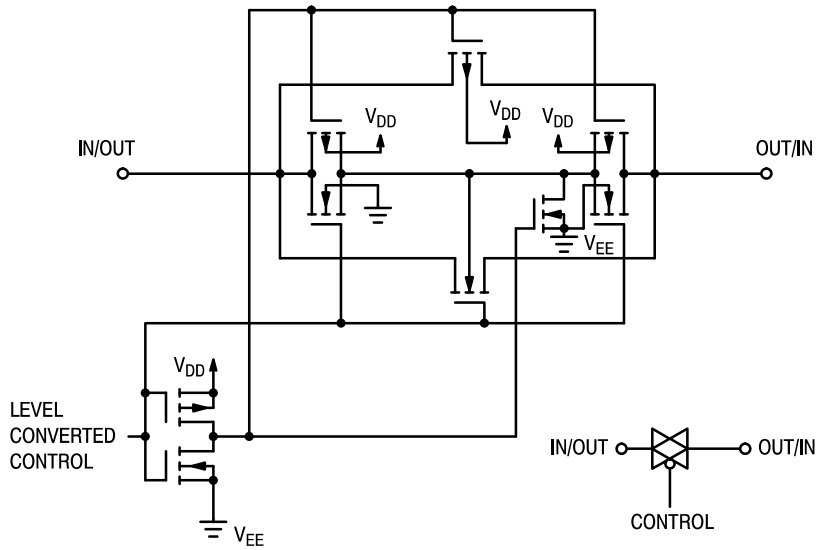 V_DD
V_DD
V_DD
IN/OUT
OUT/IN
V_EE
V_DD
LEVEL
CONVERTED
CONTROL
V_EE
IN/OUT
OUT/IN
CONTROL